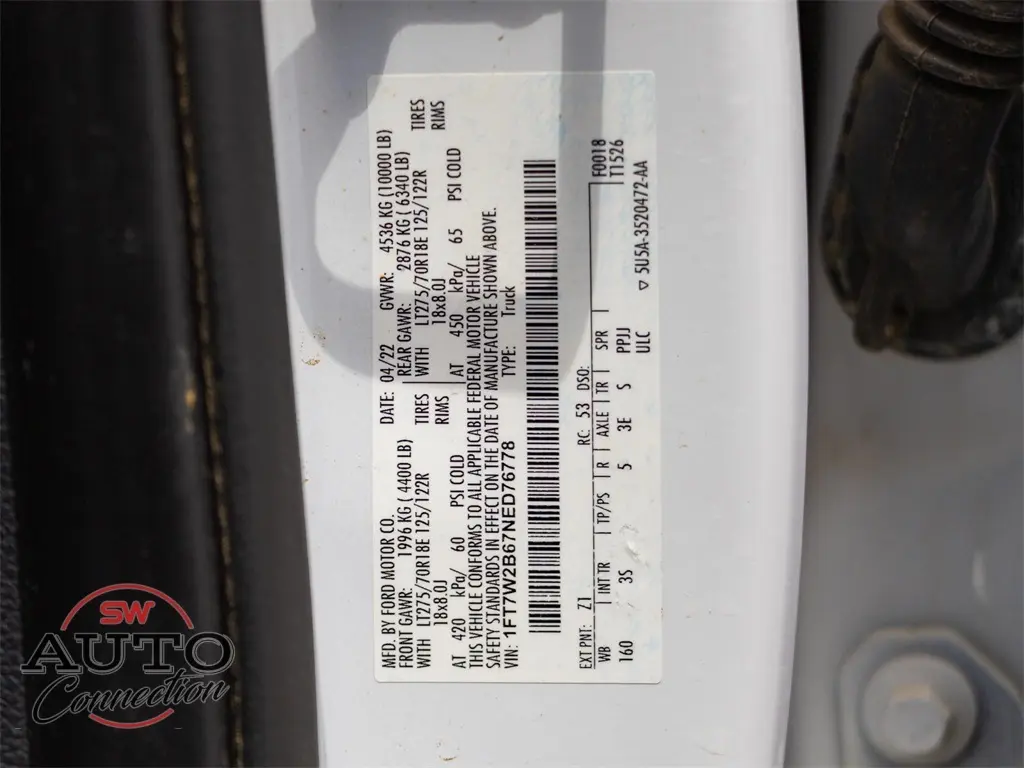 MFD. BY FORD MOTOR CO.
DATE: 04/22 GVWR: 4536 KG (10000 LB)
FRONT GAWR: 1996 KG ( 4400 LB)
REAR GAWR: 2876 KG ( 6340 LB)
WITH LT275/70R18E 125/122R TIRES
WITH LT275/70R18E 125/122R TIRES
18x8.0J RIMS
18x8.0J RIMS
AT 420 kPa/ 60 PSI COLD
AT 450 kPa/ 65 PSI COLD
THIS VEHICLE CONFORMS TO ALL APPLICABLE FEDERAL MOTOR VEHICLE
SAFETY STANDARDS IN EFFECT ON THE DATE OF MANUFACTURE SHOWN ABOVE.
VIN: 1FT7W2B67NED76778 TYPE: Truck
EXT PNT: Z1 RC: 53 DSO: F0018
WB INT TR TP/PS R AXLE TR SPR T1526
160 3S 5 3E S PPJJ
ULC
▽ 5U5A-3520472-AA
SW
AUTO
Connection